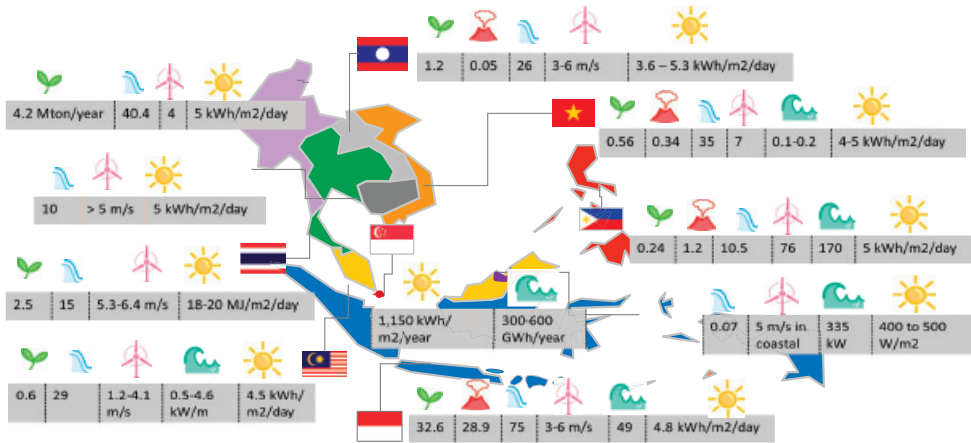 1.2 0.05 26 3-6 m/s 3.6 – 5.3 kWh/m2/day
4.2 Mton/year 40.4 4 5 kWh/m2/day
0.56 0.34 35 7 0.1-0.2 4-5 kWh/m2/day
10 > 5 m/s 5 kWh/m2/day
0.24 1.2 10.5 76 170 5 kWh/m2/day
2.5 15 5.3-6.4 m/s 18-20 MJ/m2/day
1,150 kWh/ 300-600
m2/year GWh/year
0.07 5 m/s in 335 400 to 500
coastal kW W/m2
0.6 29 1.2-4.1 0.5-4.6 4.5 kWh/
m/s kW/m m2/day
32.6 28.9 75 3-6 m/s 49 4.8 kWh/m2/day